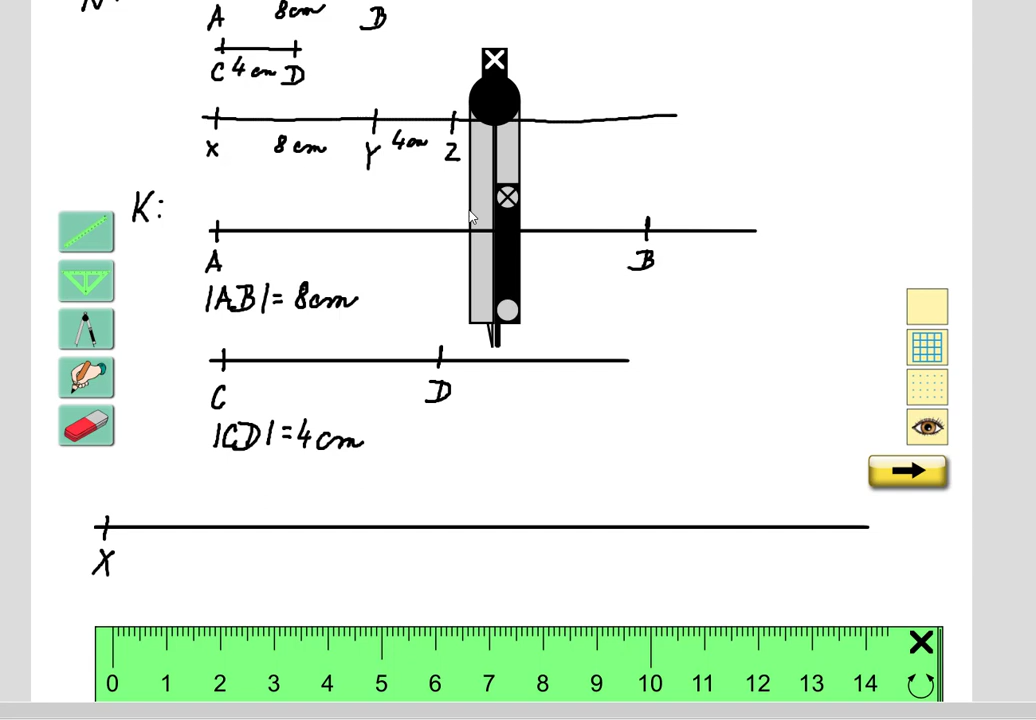 A 8cm B
C 4cm D
X 8cm Y 4cm Z
K:
A B
|AB|= 8cm
C D
|CD|=4cm
X
0 1 2 3 4 5 6 7 8 9 10 11 12 13 14